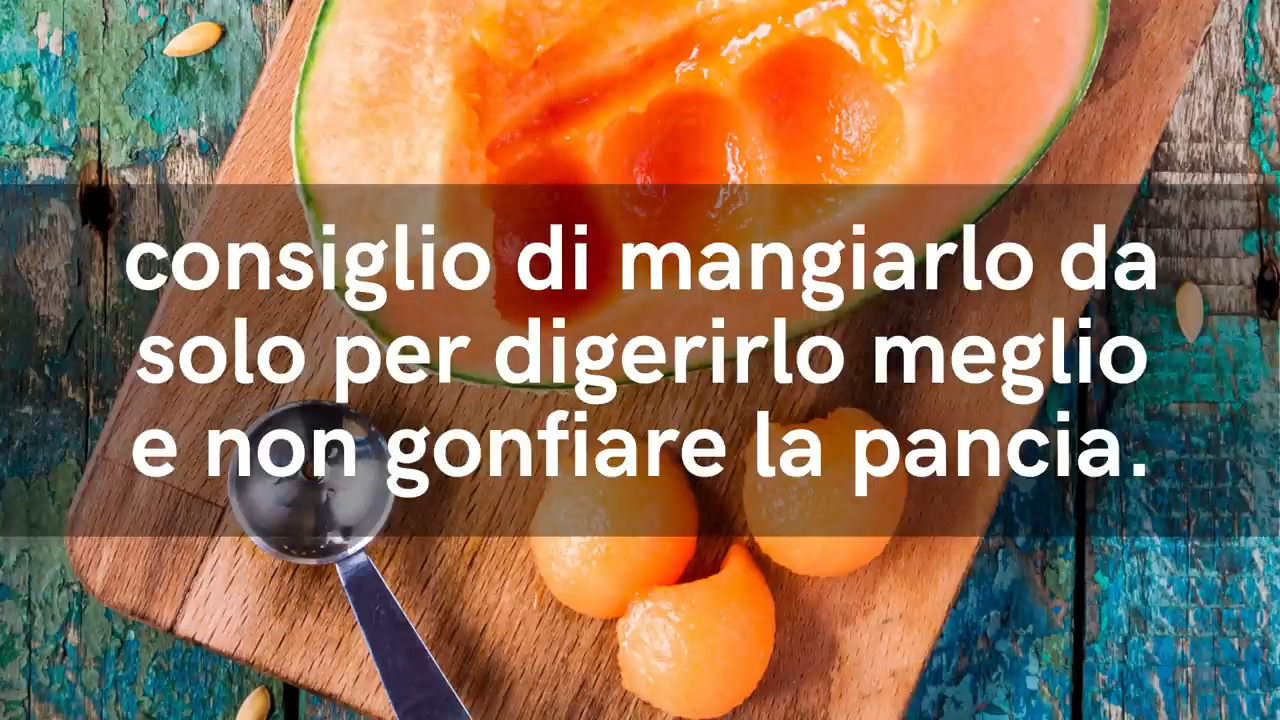 consiglio di mangiarlo da
solo per digerirlo meglio
e non gonfiare la pancia.